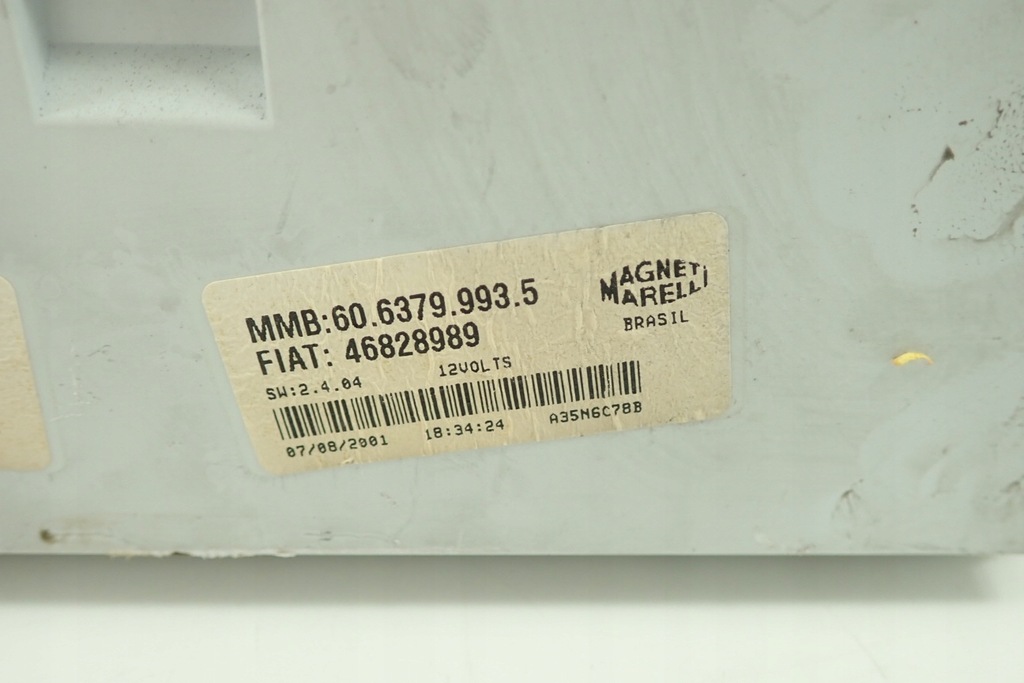 MMB:60.6379.993.5
FIAT: 46828989
MAGNETI
MARELLI
BRASIL
SW:2.4.04 12VOLTS
07/08/2001 18:34:24 A35N6C78B